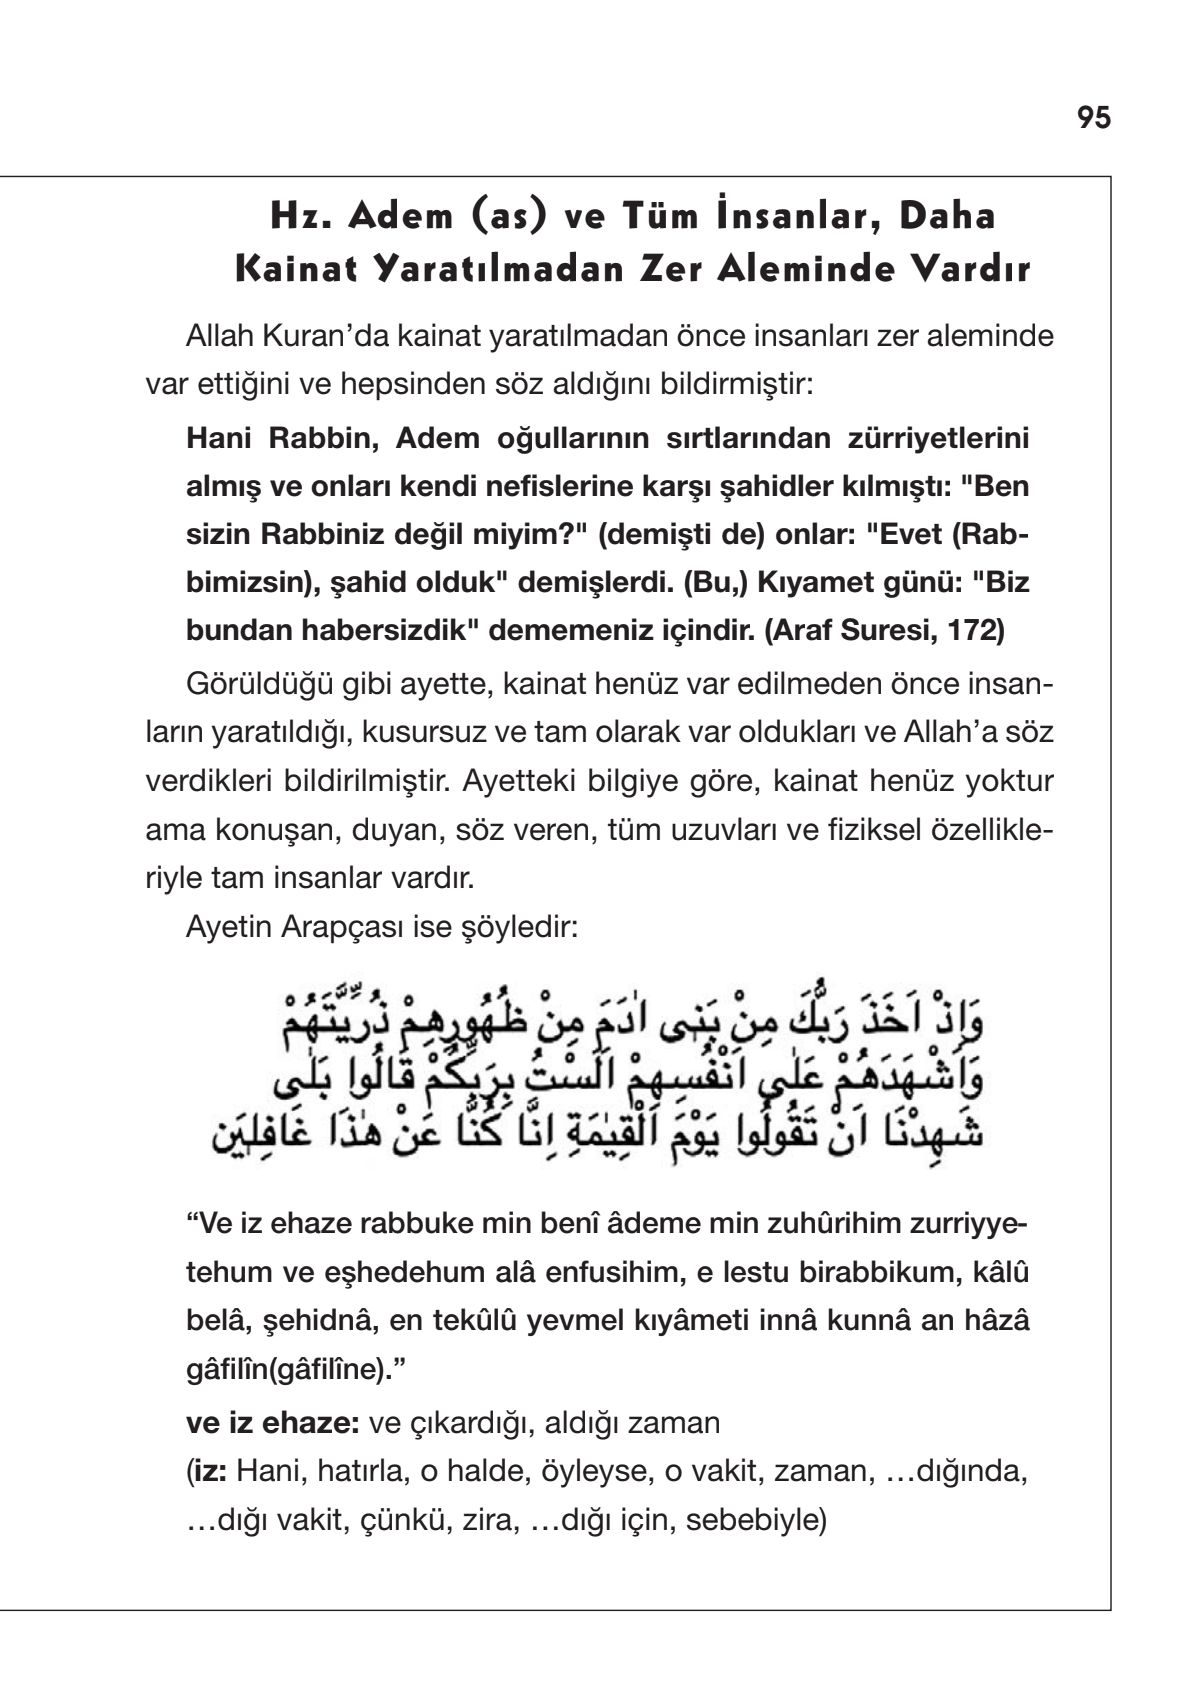 95
Hz. Adem (as) ve Tüm İnsanlar, Daha
Kainat Yaratılmadan Zer Aleminde Vardır
Allah Kuran’da kainat yaratılmadan önce insanları zer aleminde
var ettiğini ve hepsinden söz aldığını bildirmiştir:
Hani Rabbin, Adem oğullarının sırtlarından zürriyetlerini
almış ve onları kendi nefislerine karşı şahidler kılmıştı: "Ben
sizin Rabbiniz değil miyim?" (demişti de) onlar: "Evet (Rab-
bimizsin), şahid olduk" demişlerdi. (Bu,) Kıyamet günü: "Biz
bundan habersizdik" dememeniz içindir. (Araf Suresi, 172)
Görüldüğü gibi ayette, kainat henüz var edilmeden önce insan-
ların yaratıldığı, kusursuz ve tam olarak var oldukları ve Allah’a söz
verdikleri bildirilmiştir. Ayetteki bilgiye göre, kainat henüz yoktur
ama konuşan, duyan, söz veren, tüm uzuvları ve fiziksel özellikle-
riyle tam insanlar vardır.
Ayetin Arapçası ise şöyledir:
وَاِذْ اَخَذَ رَبُّكَ مِنْ بَنٖى اٰدَمَ مِنْ ظُهُورِهِمْ ذُرِّيَّتَهُمْ
وَاَشْهَدَهُمْ عَلٰى اَنْفُسِهِمْ اَلَسْتُ بِرَبِّكُمْ قَالُوا بَلٰى
شَهِدْنَا اَنْ تَقُولُوا يَوْمَ الْقِيٰمَةِ اِنَّا كُنَّا عَنْ هٰذَا غَافِلٖينَ
“Ve iz ehaze rabbuke min benî âdeme min zuhûrihim zurriyye-
tehum ve eşhedehum alâ enfusihim, e lestu birabbikum, kâlû
belâ, şehidnâ, en tekûlû yevmel kıyâmeti innâ kunnâ an hâzâ
gâfilîn(gâfilîne).”
ve iz ehaze: ve çıkardığı, aldığı zaman
(iz: Hani, hatırla, o halde, öyleyse, o vakit, zaman, …dığında,
…dığı vakit, çünkü, zira, …dığı için, sebebiyle)